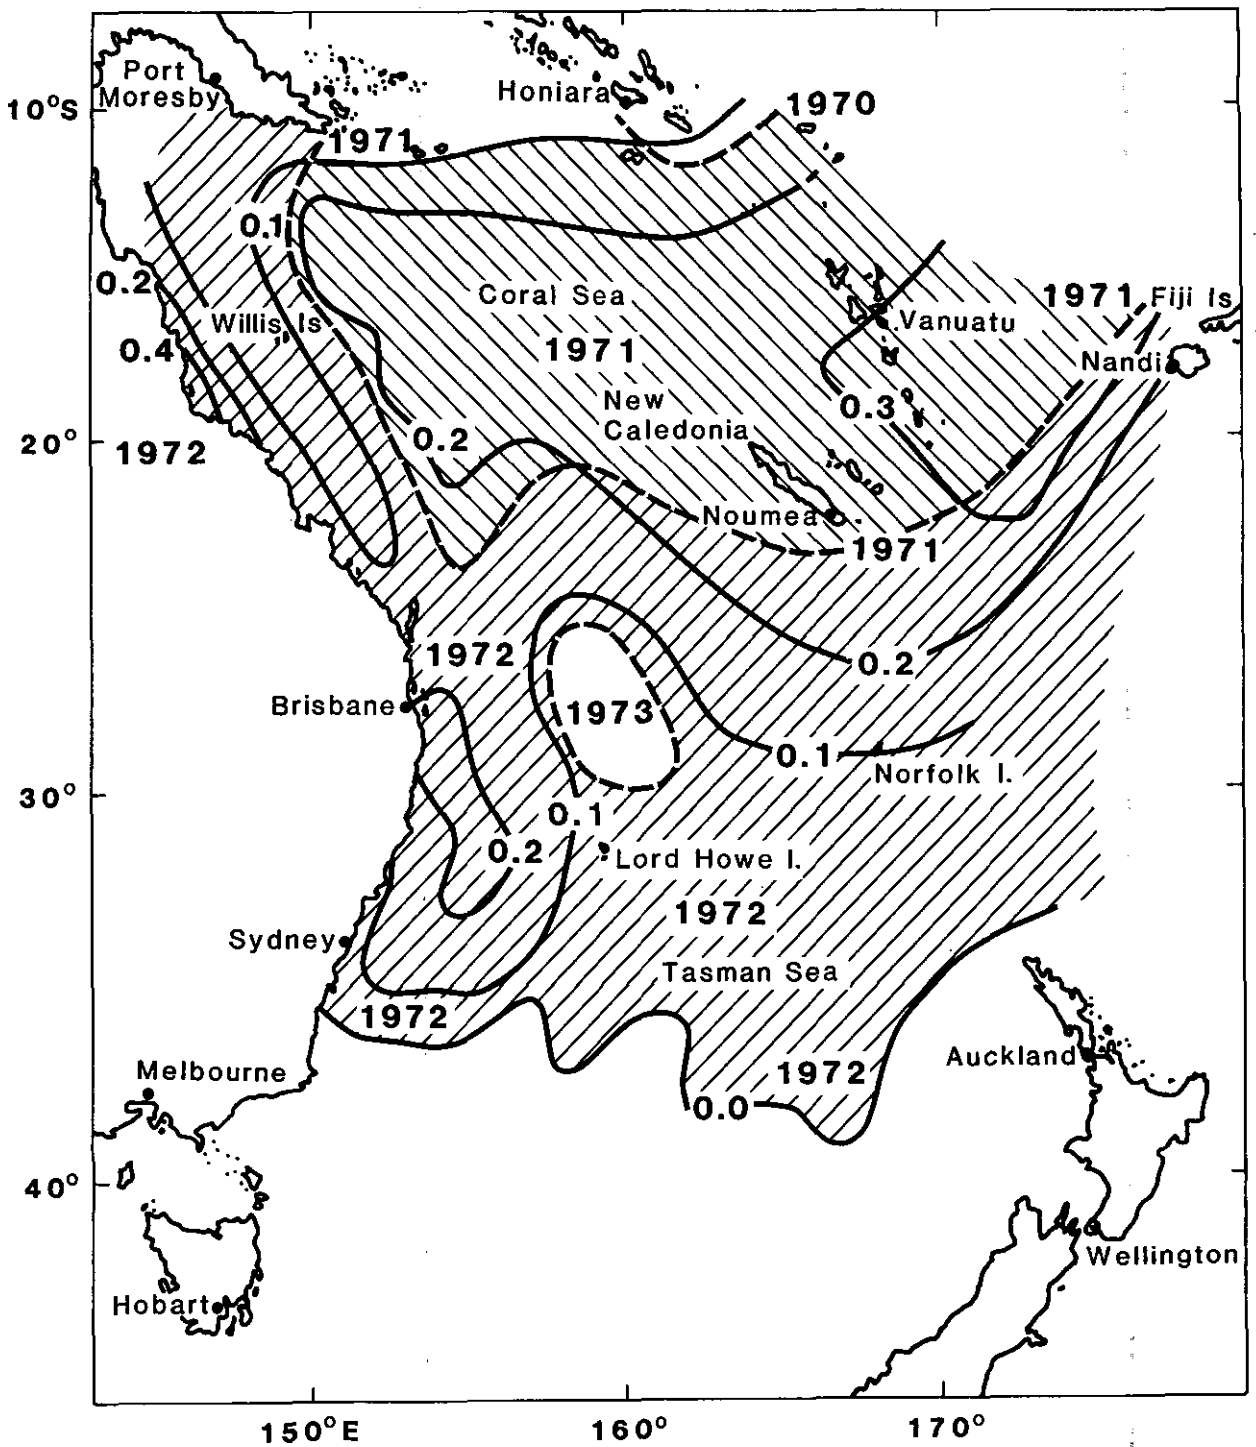 Port
Moresby
Honiara
1970
10°S
1971
0.1
0.2
Coral Sea
1971
Fiji Is
Willis Is
Vanuatu
0.4
1971
Nandi
New
Caledonia
0.3
20°
1972
0.2
Noumea
1971
1972
0.2
Brisbane
1973
0.1
Norfolk I.
30°
0.1
0.2
Lord Howe I.
1972
Sydney
Tasman Sea
1972
Auckland
Melbourne
1972
0.0
40°
Wellington
Hobart
150°E
160°
170°